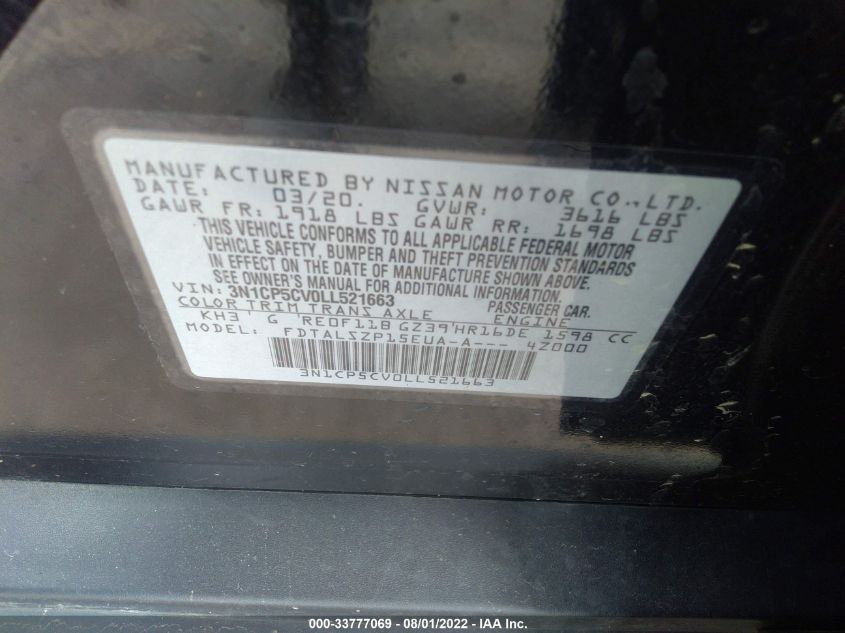 MANUFACTURED BY NISSAN MOTOR CO.,LTD.
DATE: 03/20. GVWR: 3616 LBS
GAWR FR: 1918 LBS GAWR RR: 1698 LBS
THIS VEHICLE CONFORMS TO ALL APPLICABLE FEDERAL MOTOR
VEHICLE SAFETY, BUMPER AND THEFT PREVENTION STANDARDS
IN EFFECT ON THE DATE OF MANUFACTURE SHOWN ABOVE.
SEE OWNER'S MANUAL FOR ADDITIONAL INFORMATION.
VIN: 3N1CP5CV0LL521663 PASSENGER CAR.
COLOR TRIM TRANS AXLE ENGINE
KH3 G RE0F11B GZ39 HR16DE 1598 CC
MODEL: FDTALSZP15EUA-A--- 4Z000
3N1CP5CV0LL521663
000-33777069 - 08/01/2022 - IAA Inc.